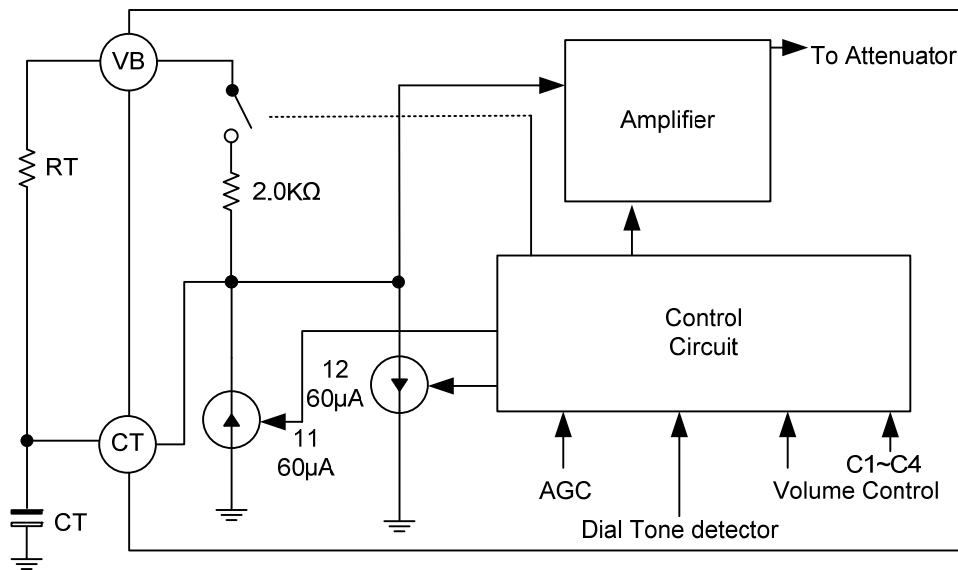 VB
To Attenuator
Amplifier
RT
2.0KΩ
Control
Circuit
12
60µA
CT
11
60µA
C1~C4
AGC
Volume Control
CT
Dial Tone detector